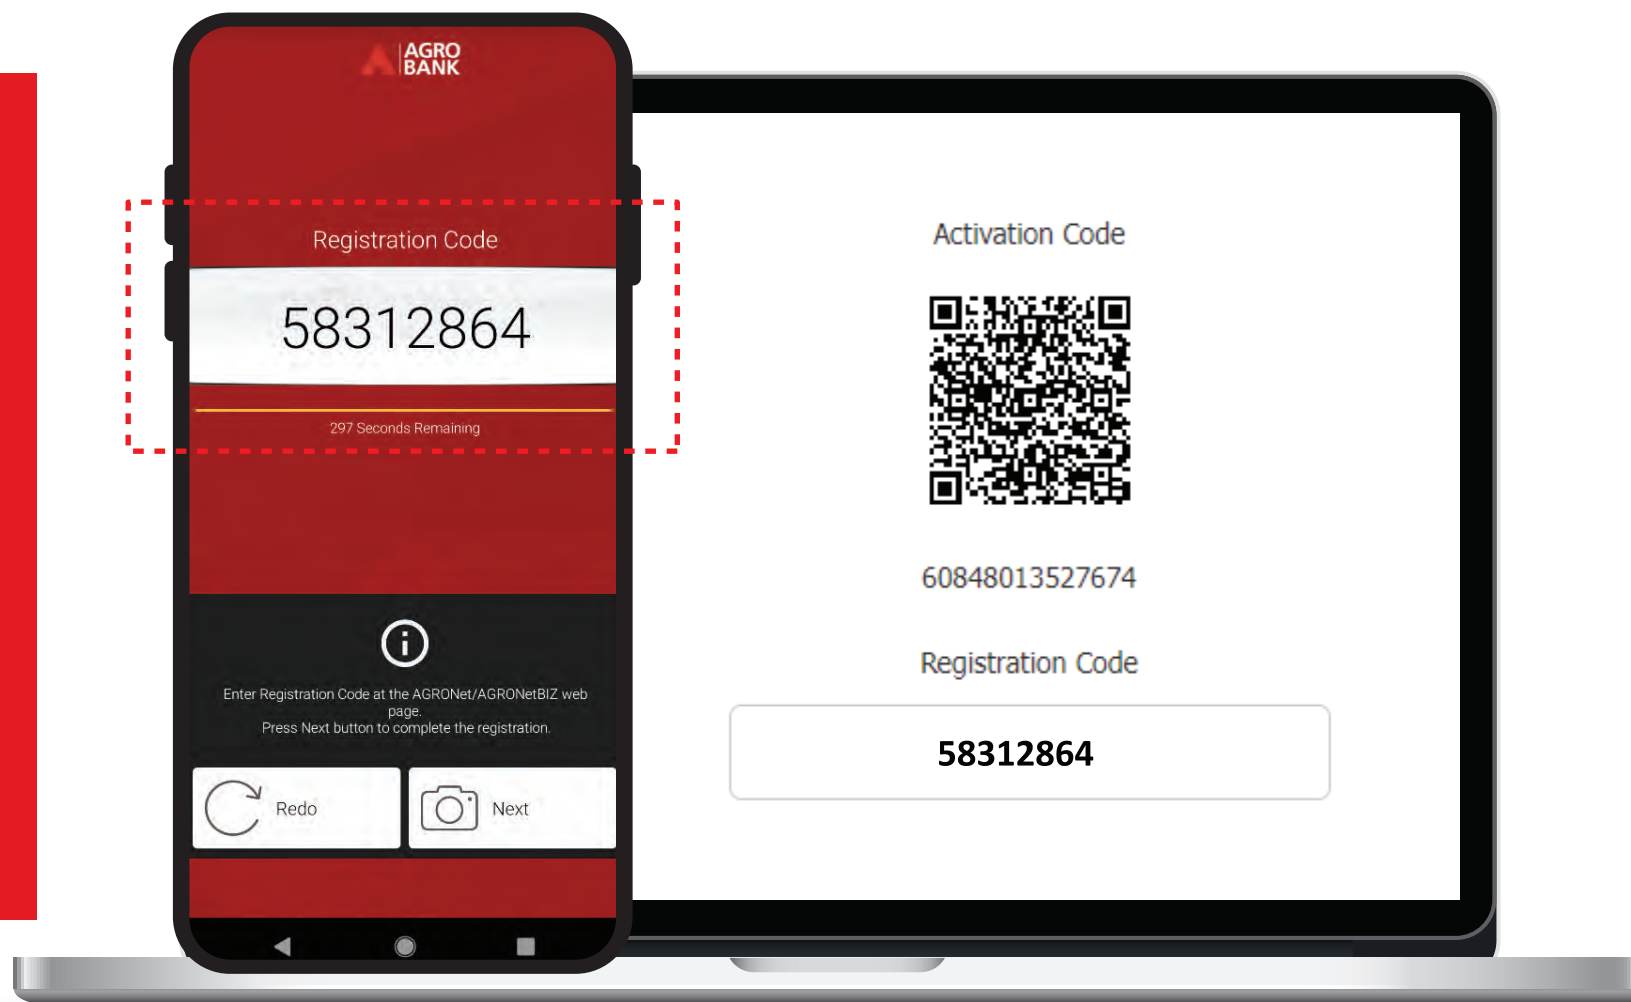 AGRO
BANK
Registration Code
58312864
297 Seconds Remaining
Enter Registration Code at the AGRONet/AGRONetBIZ web
page.
Press Next button to complete the registration.
Redo
Next
Activation Code
60848013527674
Registration Code
58312864